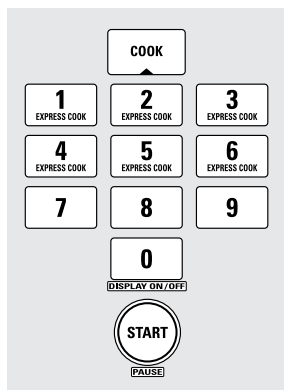 COOK
1 2 3
EXPRESS COOK EXPRESS COOK EXPRESS COOK
4 5 6
EXPRESS COOK EXPRESS COOK EXPRESS COOK
7 8 9
0
DISPLAY ON/OFF
START
PAUSE